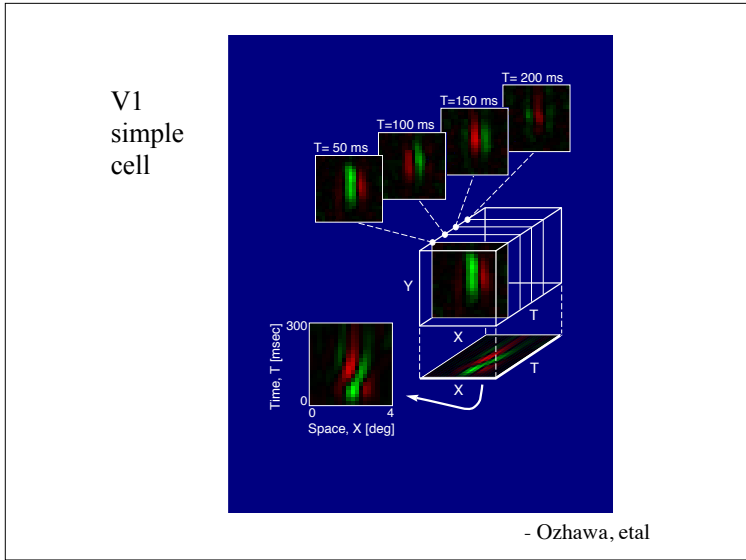 V1
simple
cell
T= 200 ms
T=150 ms
T=100 ms
T= 50 ms
Y
X
T
X
T
300
Time, T [msec]
0
0
4
Space, X [deg]
- Ozhawa, etal